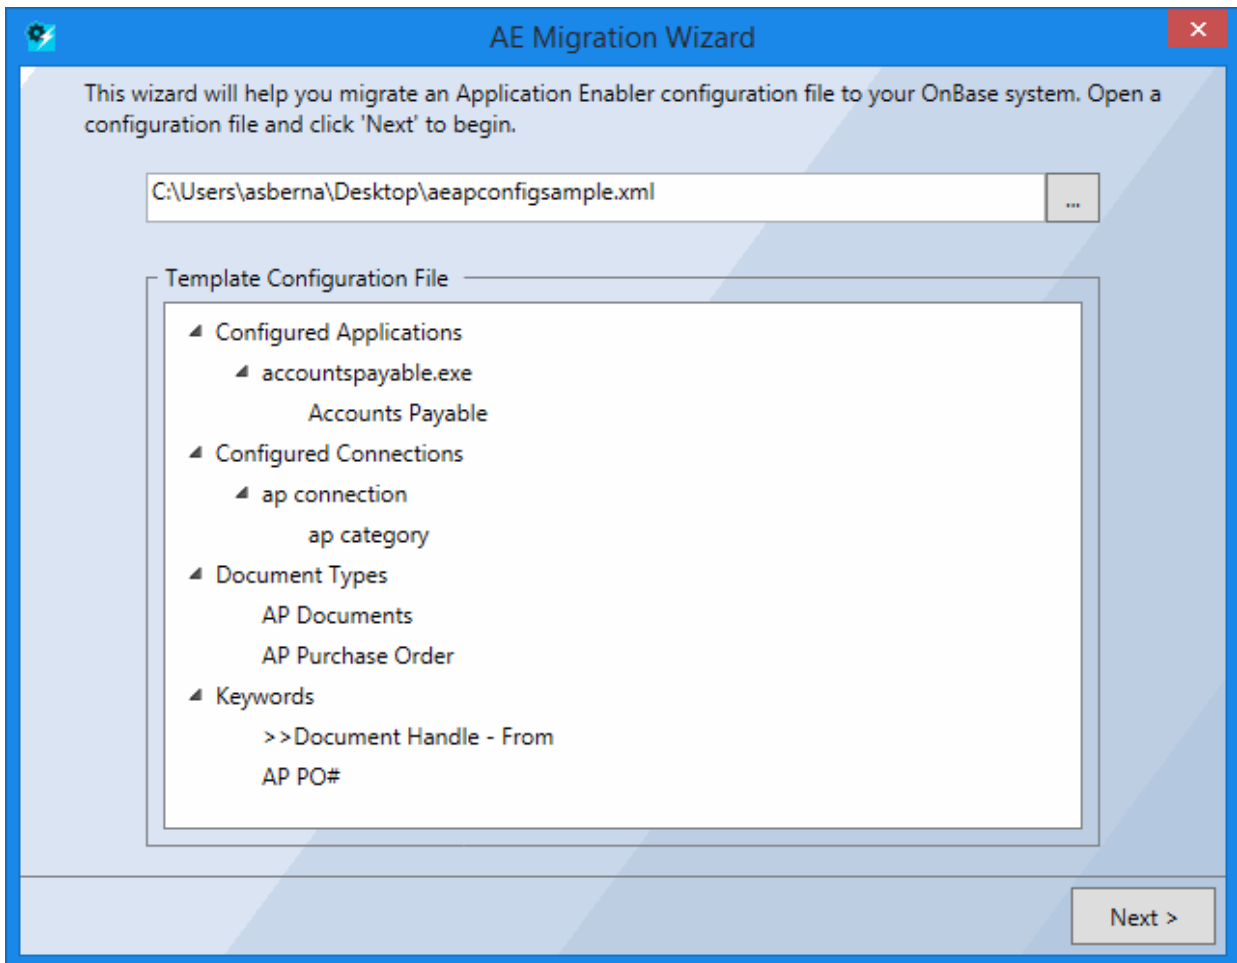 AE Migration Wizard
This wizard will help you migrate an Application Enabler configuration file to your OnBase system. Open a
configuration file and click 'Next' to begin.
C:\Users\asberna\Desktop\aeapconfigsample.xml
...
Template Configuration File
Configured Applications
accountspayable.exe
Accounts Payable
Configured Connections
ap connection
ap category
Document Types
AP Documents
AP Purchase Order
Keywords
>>Document Handle - From
AP PO#
Next >